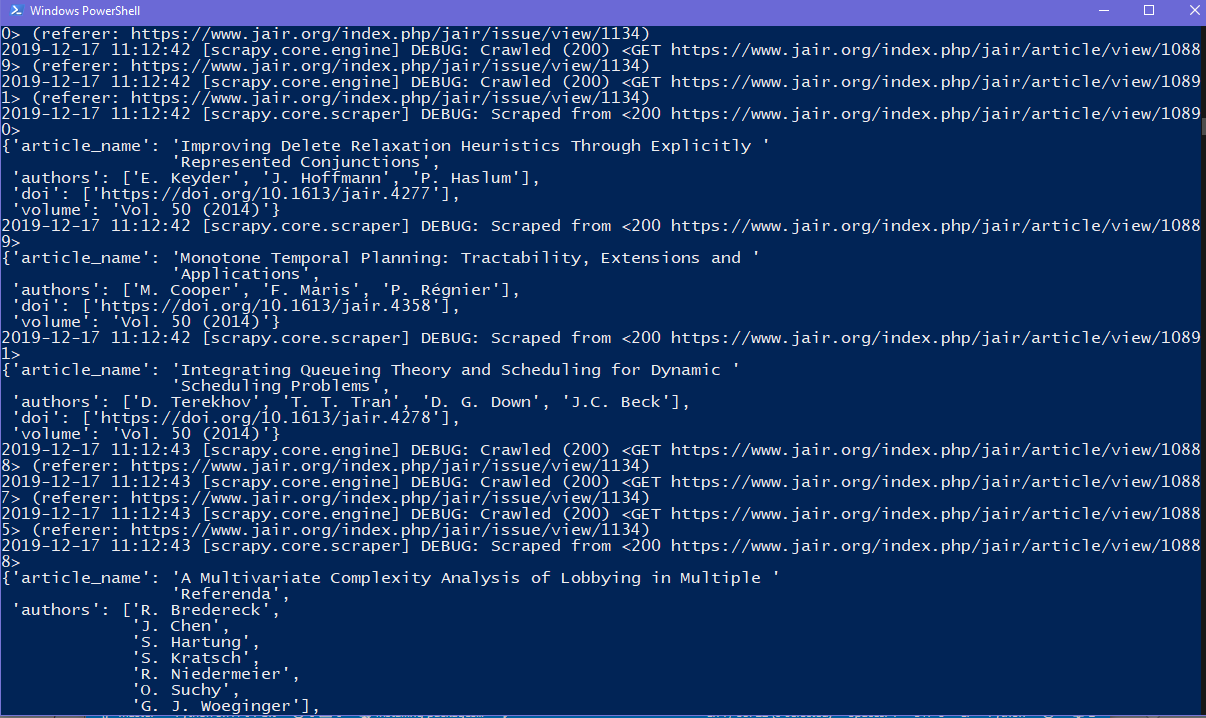 Windows PowerShell
0> (referer: https://www.jair.org/index.php/jair/issue/view/1134)
2019-12-17 11:12:42 [scrapy.core.engine] DEBUG: Crawled (200) <GET https://www.jair.org/index.php/jair/article/view/1088
9> (referer: https://www.jair.org/index.php/jair/issue/view/1134)
2019-12-17 11:12:42 [scrapy.core.engine] DEBUG: Crawled (200) <GET https://www.jair.org/index.php/jair/article/view/1089
1> (referer: https://www.jair.org/index.php/jair/issue/view/1134)
2019-12-17 11:12:42 [scrapy.core.scraper] DEBUG: Scraped from <200 https://www.jair.org/index.php/jair/article/view/1089
0>
{'article_name': 'Improving Delete Relaxation Heuristics Through Explicitly '
                 'Represented Conjunctions',
 'authors': ['E. Keyder', 'J. Hoffmann', 'P. Haslum'],
 'doi': ['https://doi.org/10.1613/jair.4277'],
 'volume': 'Vol. 50 (2014)'}
2019-12-17 11:12:42 [scrapy.core.scraper] DEBUG: Scraped from <200 https://www.jair.org/index.php/jair/article/view/1088
9>
{'article_name': 'Monotone Temporal Planning: Tractability, Extensions and '
                 'Applications',
 'authors': ['M. Cooper', 'F. Maris', 'P. Régnier'],
 'doi': ['https://doi.org/10.1613/jair.4358'],
 'volume': 'Vol. 50 (2014)'}
2019-12-17 11:12:42 [scrapy.core.scraper] DEBUG: Scraped from <200 https://www.jair.org/index.php/jair/article/view/1089
1>
{'article_name': 'Integrating Queueing Theory and Scheduling for Dynamic '
                 'Scheduling Problems',
 'authors': ['D. Terekhov', 'T. T. Tran', 'D. G. Down', 'J.C. Beck'],
 'doi': ['https://doi.org/10.1613/jair.4278'],
 'volume': 'Vol. 50 (2014)'}
2019-12-17 11:12:43 [scrapy.core.engine] DEBUG: Crawled (200) <GET https://www.jair.org/index.php/jair/article/view/1088
8> (referer: https://www.jair.org/index.php/jair/issue/view/1134)
2019-12-17 11:12:43 [scrapy.core.engine] DEBUG: Crawled (200) <GET https://www.jair.org/index.php/jair/article/view/1088
7> (referer: https://www.jair.org/index.php/jair/issue/view/1134)
2019-12-17 11:12:43 [scrapy.core.engine] DEBUG: Crawled (200) <GET https://www.jair.org/index.php/jair/article/view/1088
5> (referer: https://www.jair.org/index.php/jair/issue/view/1134)
2019-12-17 11:12:43 [scrapy.core.scraper] DEBUG: Scraped from <200 https://www.jair.org/index.php/jair/article/view/1088
8>
{'article_name': 'A Multivariate Complexity Analysis of Lobbying in Multiple '
                 'Referenda',
 'authors': ['R. Bredereck',
             'J. Chen',
             'S. Hartung',
             'S. Kratsch',
             'R. Niedermeier',
             'O. Suchy',
             'G. J. Woeginger'],